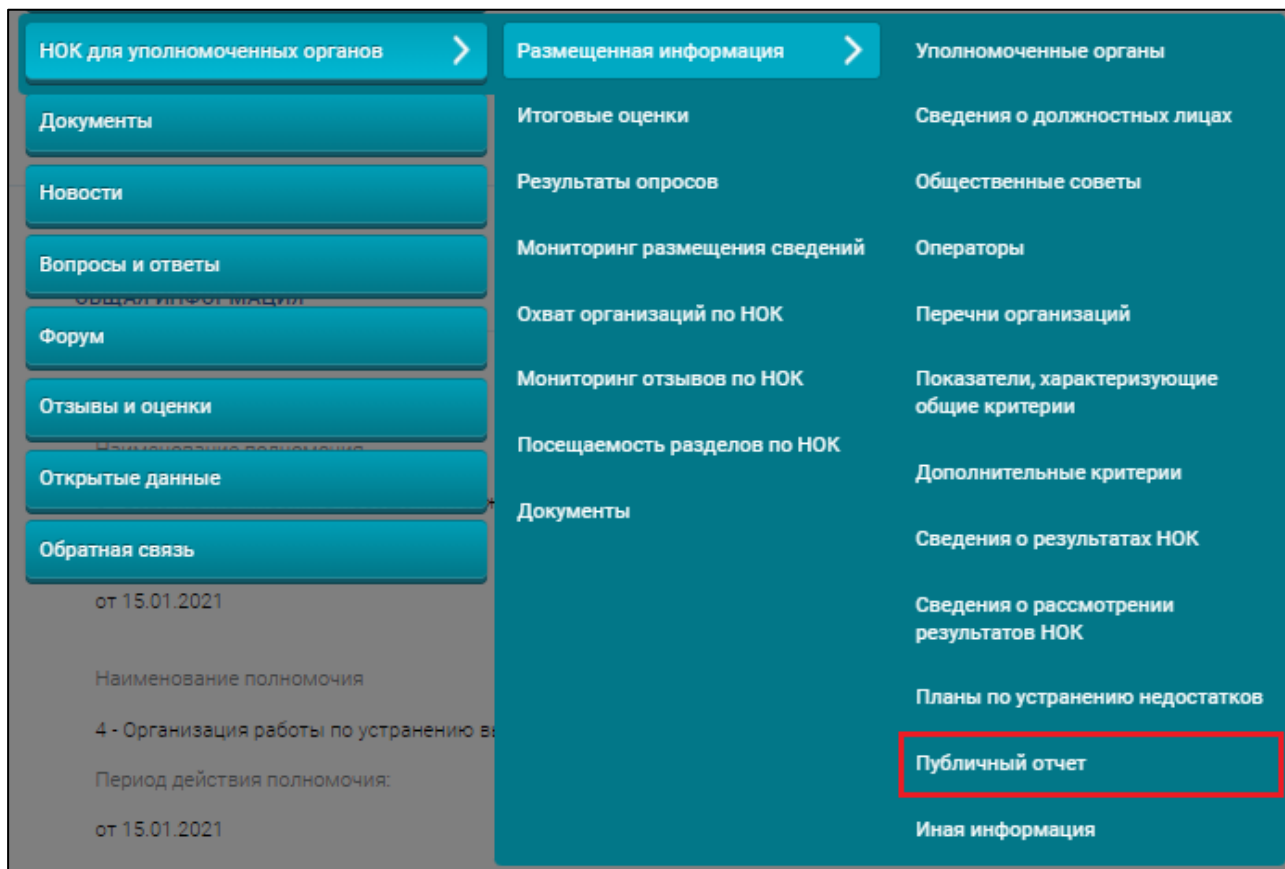 НОК для уполномоченных органов
Документы
Новости
Вопросы и ответы
ОБЩАЯ ИНФОРМАЦИЯ
Форум
Отзывы и оценки
Наименование полномочия
Открытые данные
Обратная связь
от 15.01.2021
Наименование полномочия
4 - Организация работы по устранению
Период действия полномочия:
от 15.01.2021
Размещенная информация
Итоговые оценки
Результаты опросов
Мониторинг размещения сведений
Охват организаций по НОК
Мониторинг отзывов по НОК
Посещаемость разделов по НОК
Документы
Уполномоченные органы
Сведения о должностных лицах
Общественные советы
Операторы
Перечни организаций
Показатели, характеризующие
общие критерии
Дополнительные критерии
Сведения о результатах НОК
Сведения о рассмотрении
результатов НОК
Планы по устранению недостатков
Публичный отчет
Иная информация